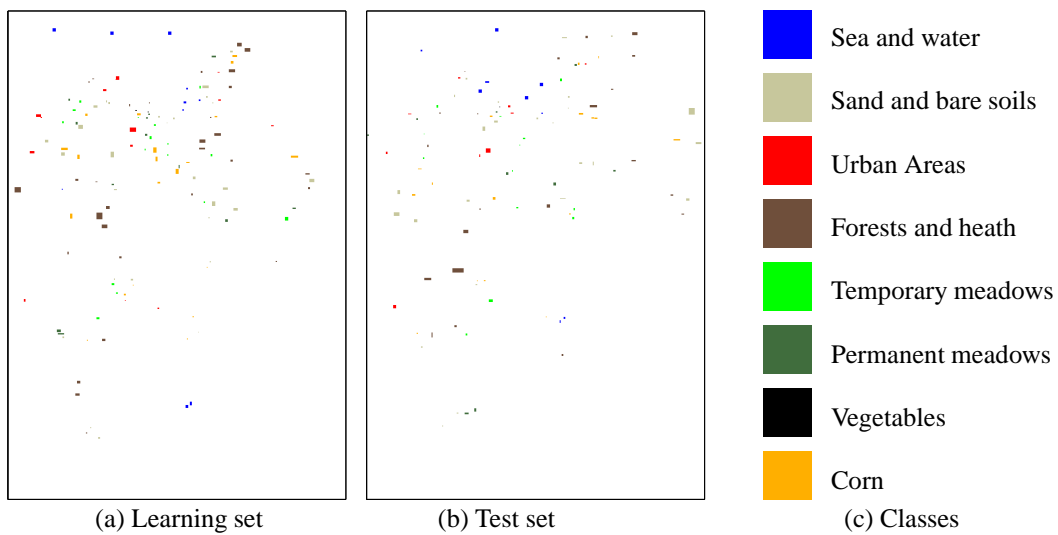 Sea and water
Sand and bare soils
Urban Areas
Forests and heath
Temporary meadows
Permanent meadows
Vegetables
Corn
(a) Learning set
(b) Test set
(c) Classes